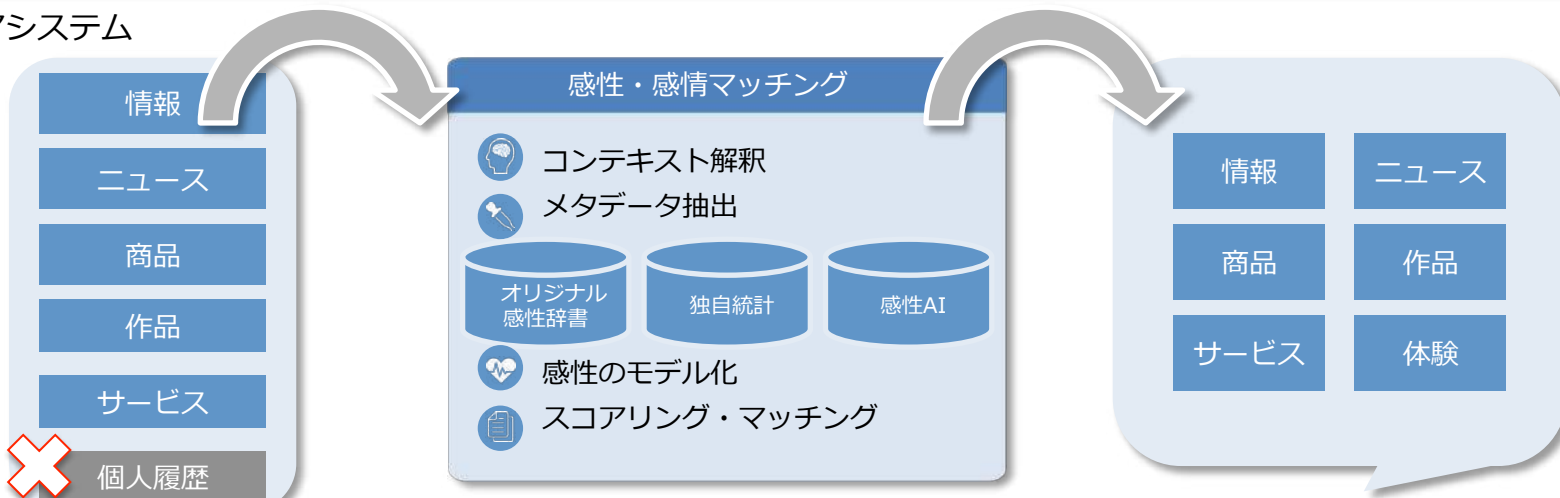 システム
情報
ニュース
商品
作品
サービス
個人履歴
感性・感情マッチング
コンテキスト解釈
メタデータ抽出
オリジナル
感性辞書
独自統計
感性AI
感性のモデル化
スコアリング・マッチング
情報
ニュース
商品
作品
サービス
体験